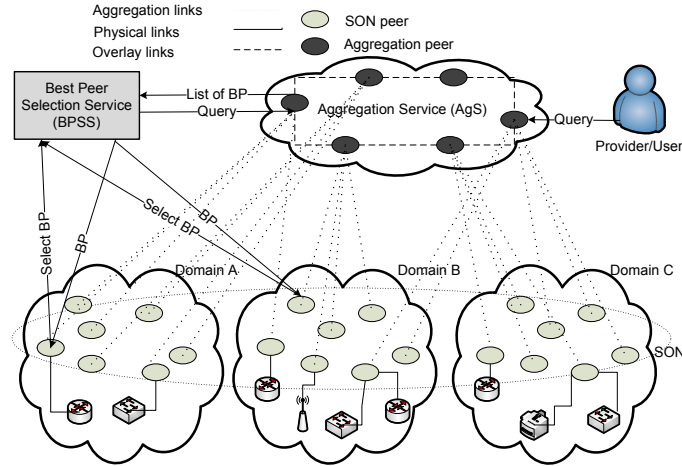 Aggregation links
Physical links
Overlay links
SON peer
Aggregation peer
Best Peer
Selection Service
(BPSS)
List of BP
Query
Aggregation Service (AgS)
Query
Provider/User
Select BP
BP
Select BP
BP
Domain A
Domain B
Domain C
SON